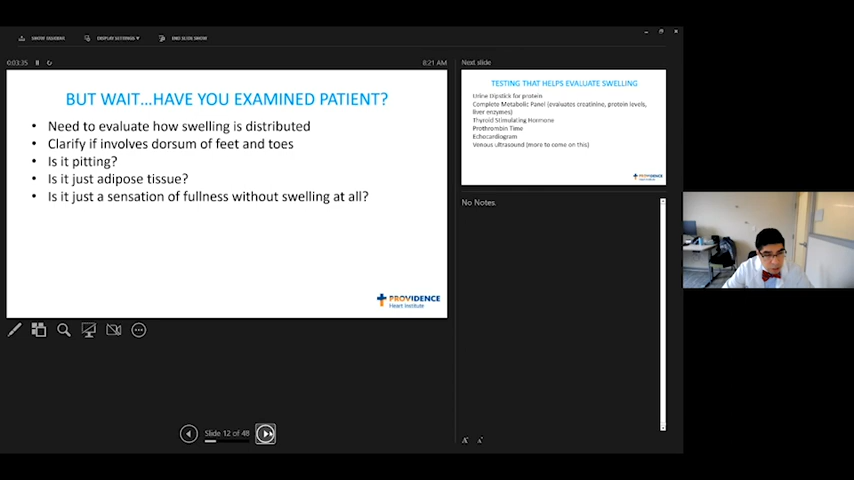 SHOW TASKBAR
DISPLAY SETTINGS ▾
END SLIDE SHOW
0:03:35
8:21 AM
BUT WAIT...HAVE YOU EXAMINED PATIENT?
• Need to evaluate how swelling is distributed
• Clarify if involves dorsum of feet and toes
• Is it pitting?
• Is it just adipose tissue?
• Is it just a sensation of fullness without swelling at all?
PROVIDENCE
Heart Institute
Slide 12 of 48
Next slide
TESTING THAT HELPS EVALUATE SWELLING
Urine Dipstick for protein
Complete Metabolic Panel (evaluates creatinine, protein levels,
liver enzymes)
Thyroid Stimulating Hormone
Prothrombin Time
Echocardiogram
Venous ultrasound (more to come on this)
PROVIDENCE
Heart Institute
No Notes.
A A